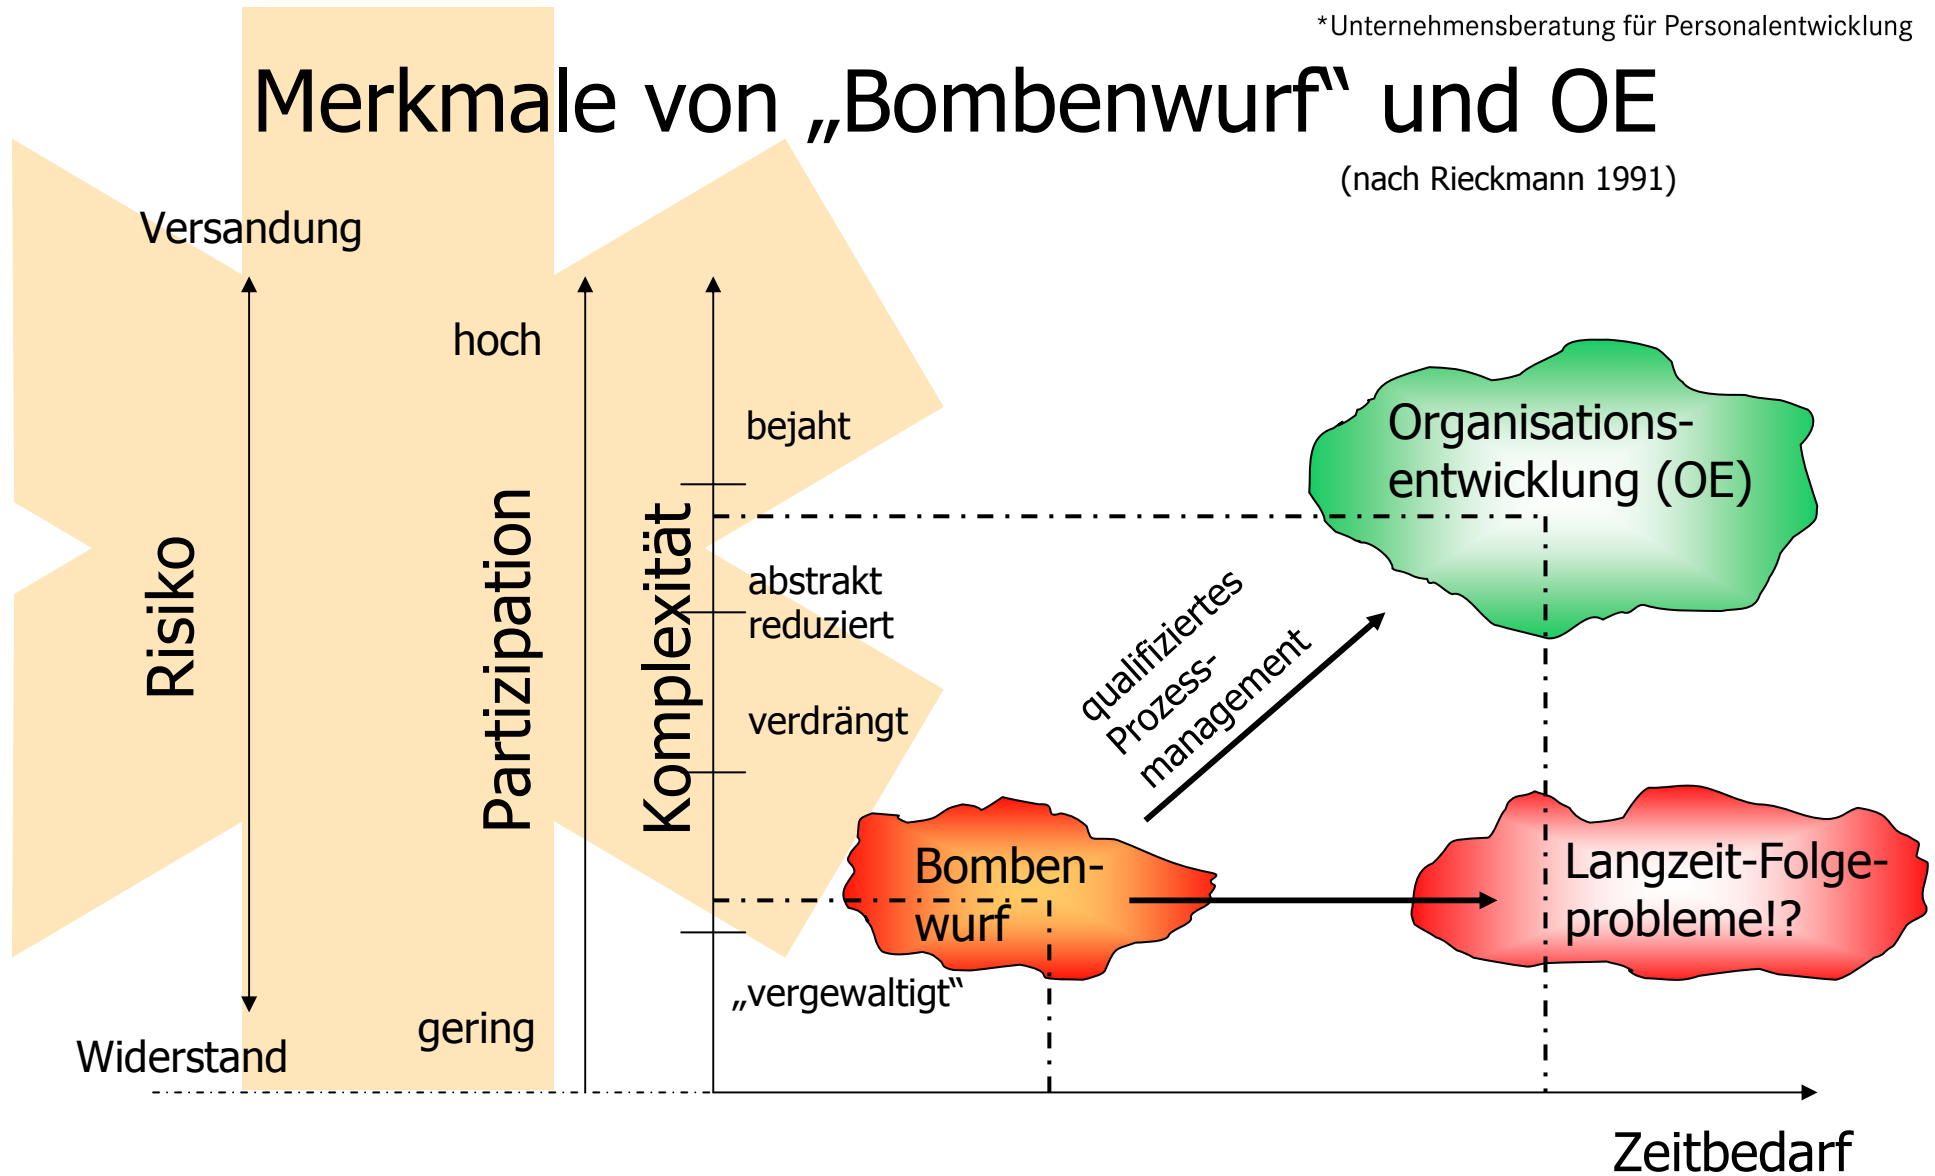 *Unternehmensberatung für Personalentwicklung
Merkmale von „Bombenwurf“ und OE
(nach Rieckmann 1991)
Versandung
Risiko
Widerstand
hoch
Partizipation
gering
Komplexität
bejaht
abstrakt
reduziert
verdrängt
„vergewaltigt“
Bomben-
wurf
qualifiziertes
Prozess-
management
Organisations-
entwicklung (OE)
Langzeit-Folge-
probleme!?
Zeitbedarf